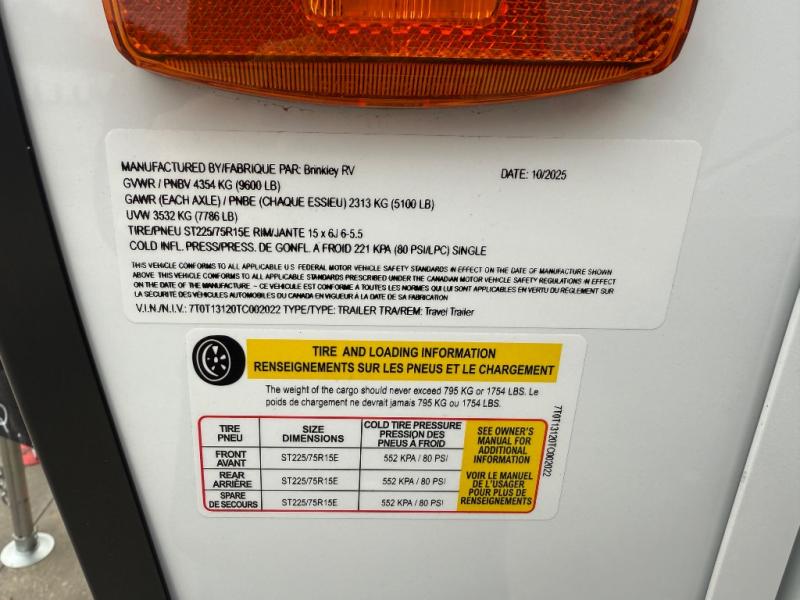 MANUFACTURED BY/FABRIQUE PAR: Brinkley RV
DATE: 10/2025
GVWR / PNBV 4354 KG (9600 LB)
GAWR (EACH AXLE) / PNBE (CHAQUE ESSIEU) 2313 KG (5100 LB)
UVW 3532 KG (7786 LB)
TIRE/PNEU ST225/75R15E RIM/JANTE 15 x 6J 6-5.5
COLD INFL. PRESS/PRESS. DE GONFL A FROID 221 KPA (80 PSI/LPC) SINGLE
THIS VEHICLE CONFORMS TO ALL APPLICABLE U.S FEDERAL MOTOR VEHICLE SAFETY STANDARDS IN EFFECT ON THE DATE OF MANUFACTURE SHOWN
ABOVE. THIS VEHICLE CONFORMS TO ALL APPLICABLE STANDARDS PRESCRIBED UNDER THE CANADIAN MOTOR VEHICLE SAFETY REGULATIONS IN EFFECT
ON THE DATE OF THE MANUFACTURE ~ CE VEHICULE EST CONFORME A TOUTES LES NORMES QUI LUI SONT APPLICABLES EN VERTU DU RÉGLEMENT SUR
LA SÉCURITE DES VEHICULES AUTOMOBILES DU CANADA EN VIGUEUR À LA DATE DE SA FABRICATION
V.I.N./N.I.V.: 7T0T13120TC002022 TYPE/TYPE: TRAILER TRA/REM: Travel Trailer
TIRE AND LOADING INFORMATION
RENSEIGNEMENTS SUR LES PNEUS ET LE CHARGEMENT
The weight of the cargo should never exceed 795 KG or 1754 LBS. Le
poids de chargement ne devrait jamais 795 KG ou 1754 LBS.
TIRE
PNEU
SIZE
DIMENSIONS
COLD TIRE PRESSURE
PRESSION DES
PNEUS A FROID
FRONT
AVANT
ST225/75R15E
552 KPA / 80 PSI
REAR
ARRIÈRE
ST225/75R15E
552 KPA / 80 PSI
SPARE
DE SECOURS
ST225/75R15E
552 KPA / 80 PSI
SEE OWNER'S
MANUAL FOR
ADDITIONAL
INFORMATION
VOIR LE MANUEL
DE L'USAGER
POUR PLUS DE
RENSEIGNEMENTS
7T0T13120TC002022